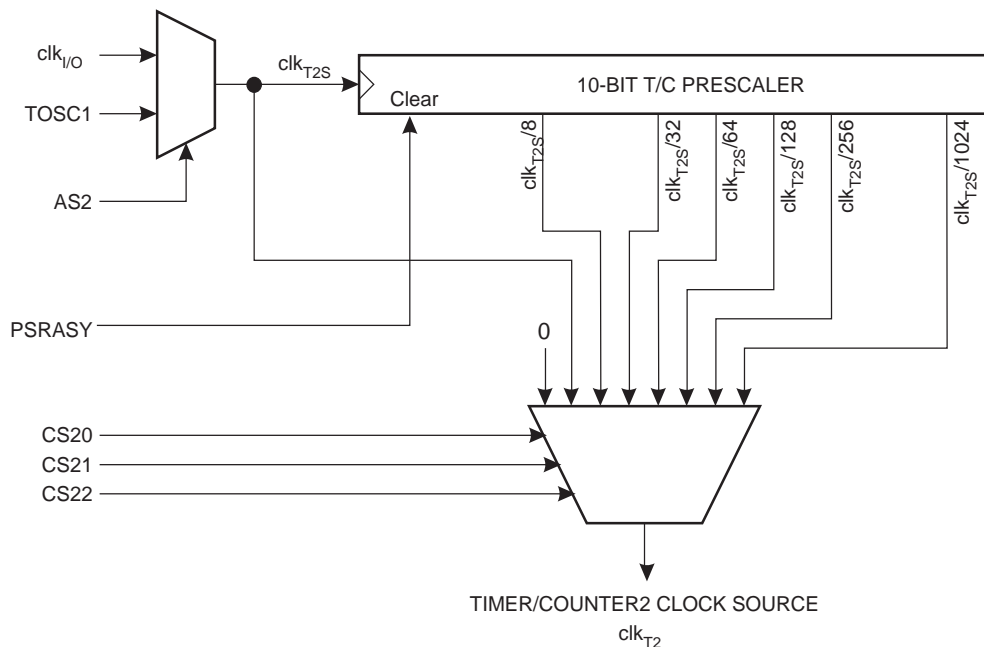 clkI/O
TOSC1
AS2
clkT2S
10-BIT T/C PRESCALER
Clear
clkT2S/8
clkT2S/32
clkT2S/64
clkT2S/128
clkT2S/256
clkT2S/1024
PSRASY
0
CS20
CS21
CS22
TIMER/COUNTER2 CLOCK SOURCE
clkT2